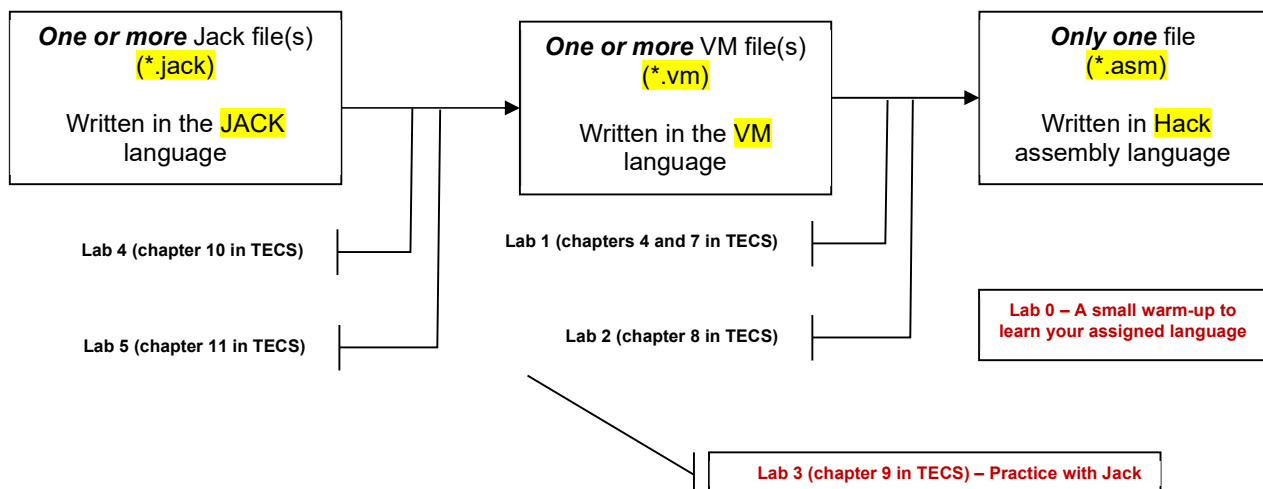 One or more Jack file(s)
(*.jack)
Written in the JACK
language
One or more VM file(s)
(*.vm)
Written in the VM
language
Only one file
(*.asm)
Written in Hack
assembly language
Lab 4 (chapter 10 in TECS)
Lab 5 (chapter 11 in TECS)
Lab 1 (chapters 4 and 7 in TECS)
Lab 2 (chapter 8 in TECS)
Lab 0 – A small warm-up to
learn your assigned language
Lab 3 (chapter 9 in TECS) – Practice with Jack